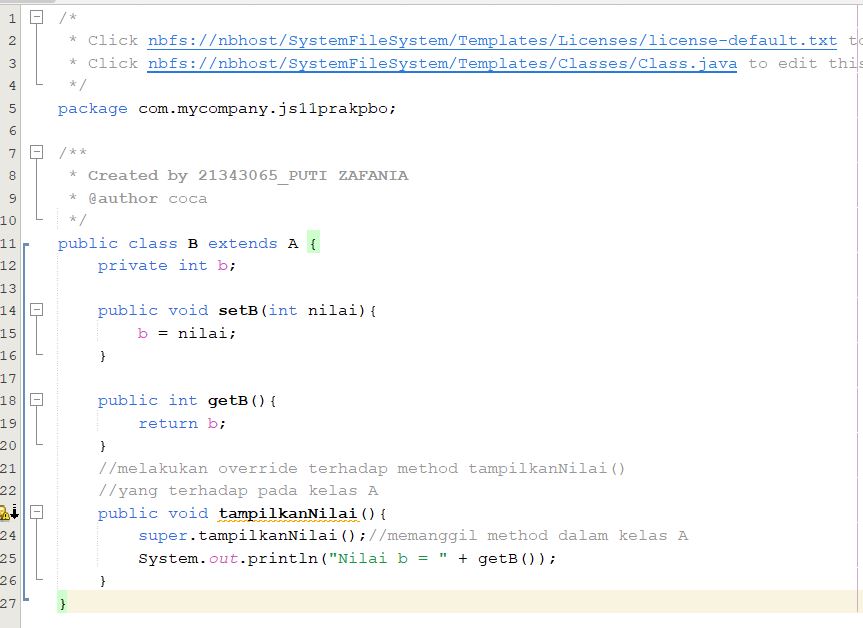 1 /*
2 * Click nbfs://nbhost/SystemFileSystem/Templates/Licenses/license-default.txt to
3 * Click nbfs://nbhost/SystemFileSystem/Templates/Classes/Class.java to edit this
4 */
5 package com.mycompany.js11prakpbo;
6
7 /**
8 * Created by 21343065_PUTI ZAFANIA
9 * @author coca
10 */
11 public class B extends A {
12 private int b;
13
14 public void setB(int nilai){
15 b = nilai;
16 }
17
18 public int getB(){
19 return b;
20 }
21 //melakukan override terhadap method tampilkanNilai()
22 //yang terhadap pada kelas A
public void tampilkanNilai(){
24 super.tampilkanNilai();//memanggil method dalam kelas A
25 System.out.println("Nilai b = " + getB());
26 }
27 }